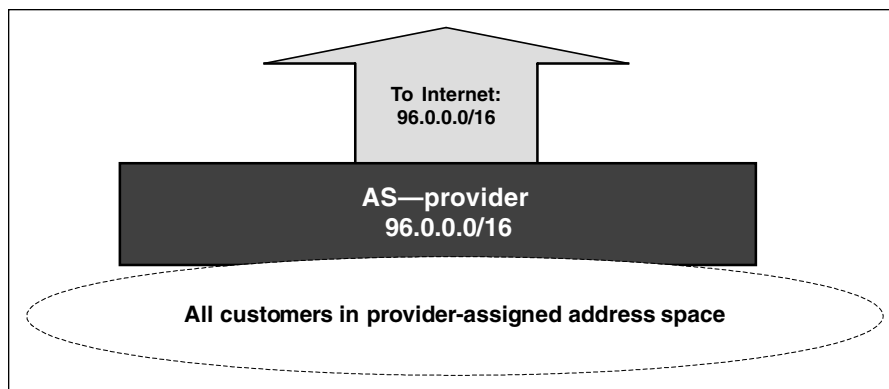 To Internet:
96.0.0.0/16
AS—provider
96.0.0.0/16
All customers in provider-assigned address space